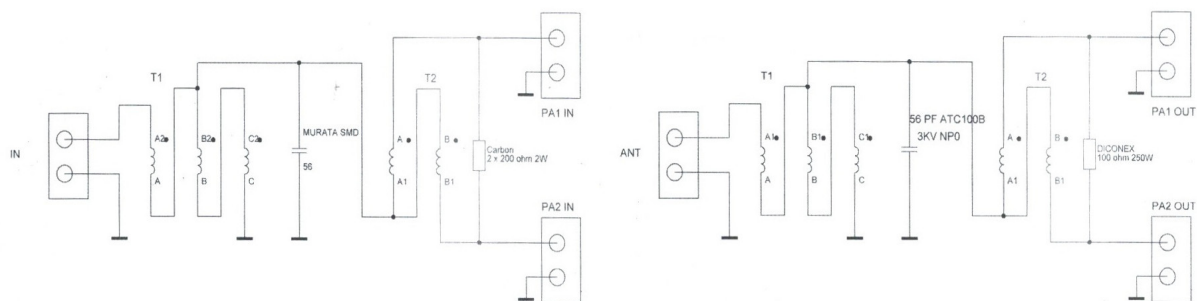 T1
T2
PA1 IN
IN
A2
B2
C2
MURATA SMD
A
B
Carbon
2 x 200 ohm 2W
A
B
C
56
A1
B1
PA2 IN
T1
T2
PA1 OUT
ANT
A1
B1
C1
56 PF ATC100B
3KV NP0
A
B
DICONEX
100 ohm 250W
A
B
C
A1
B1
PA2 OUT